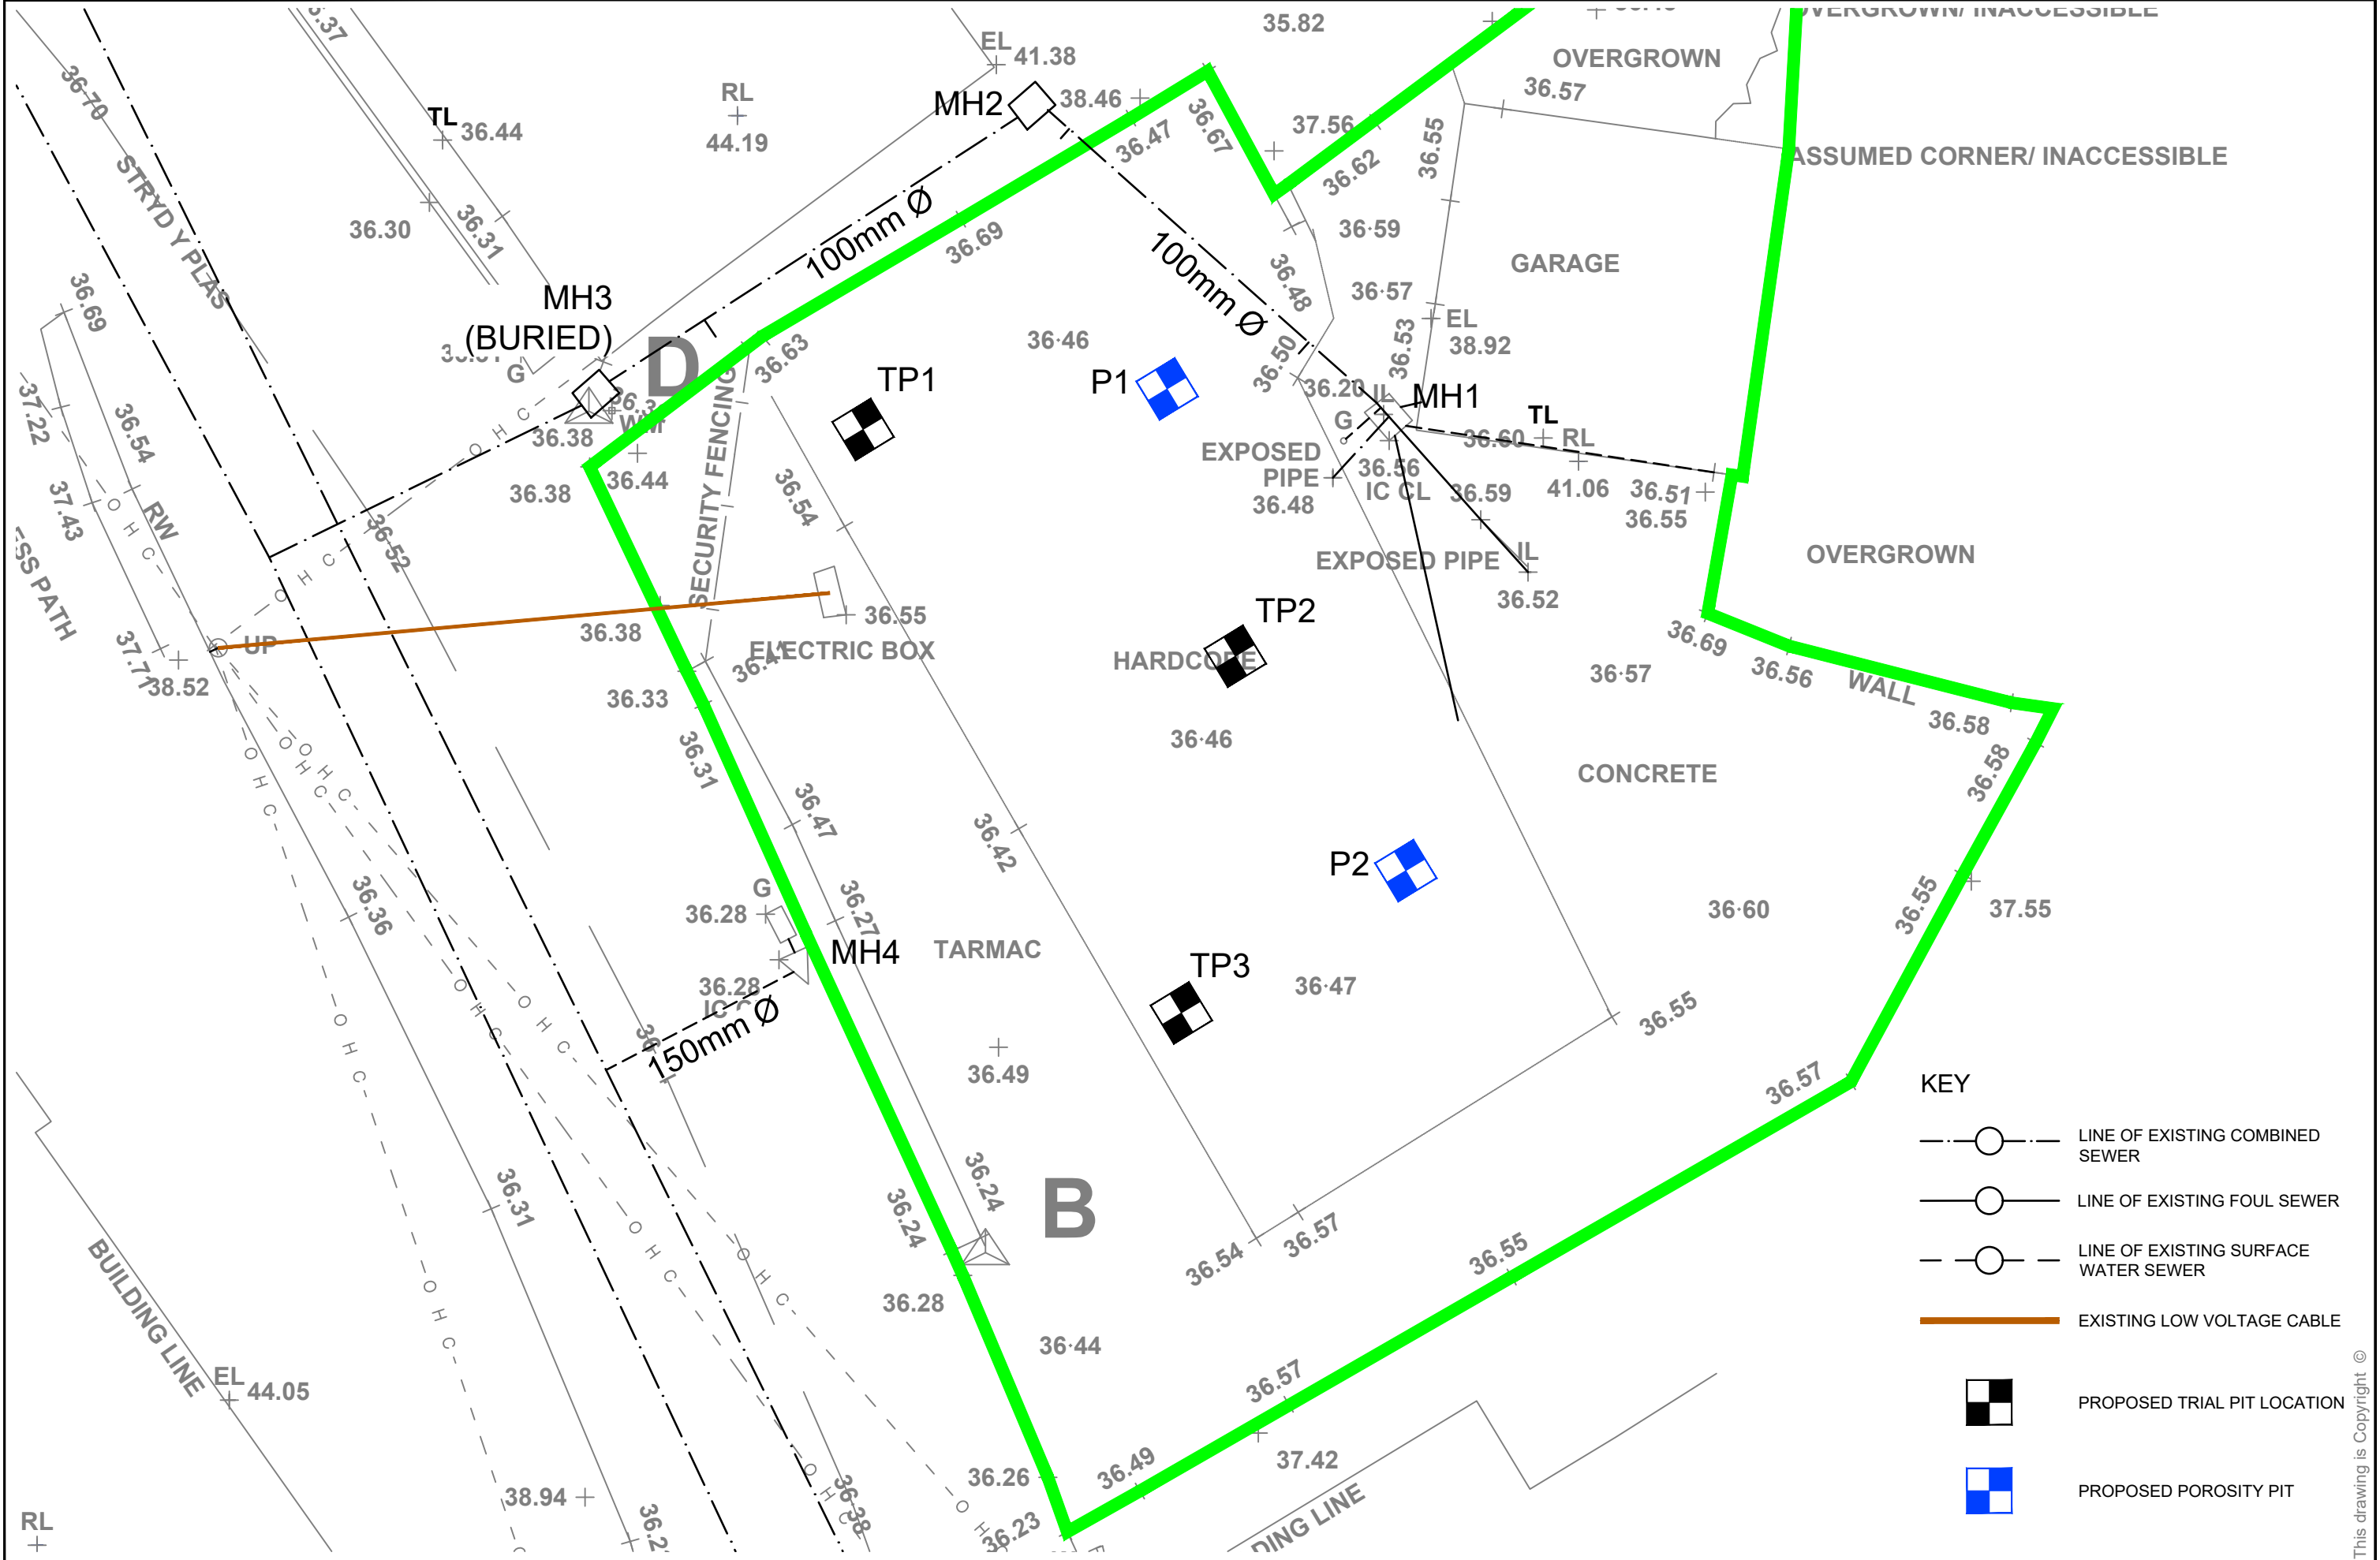 OVERGROWN/ INACCESSIBLE
35.82
OVERGROWN
EL 41.38
36.57
36.70
TL 36.44
RL
44.19
MH2
38.46
36.47
36.67
37.56
36.62
36.55
ASSUMED CORNER/ INACCESSIBLE
STRYD Y PLAS
36.30
36.31
100mm Ø
36.69
100mm Ø
36·59
GARAGE
36.69
MH3
(BURIED)
36.48
36·57
EL
38.92
36.53
G
D
36.63
36·46
36.50
TP1
P1
36.20 IL
MH1
37.22
36.54
36.38
WM
G
TL
36.60
RL
EXPOSED
PIPE
36.48
36.56
IC CL
36.59
41.06
36.51
36.55
36.38
36.44
SECURITY FENCING
36.54
37.43
RW
36.52
EXPOSED PIPE
IL
36.52
OVERGROWN
ESS PATH
UP
36.38
36.55
ELECTRIC BOX
36.41
TP2
HARDCORE
37.71
38.52
36.33
36·57
36.69
36.56
WALL
36.58
36.31
36·46
CONCRETE
36.58
36.47
36.42
P2
36.36
G
36.28
36.27
MH4
TARMAC
36·60
36.55
37.55
36.28
150mm Ø
TP3
36·47
36.55
36.49
36.57
36.31
36.24
36.24
B
36.54
36.57
36.55
BUILDING LINE
36.28
36·44
EL
44.05
36.57
38.94
36.38
36.26
36.49
37.42
36.23
DING LINE
RL
KEY
LINE OF EXISTING COMBINED
SEWER
LINE OF EXISTING FOUL SEWER
LINE OF EXISTING SURFACE
WATER SEWER
EXISTING LOW VOLTAGE CABLE
PROPOSED TRIAL PIT LOCATION
PROPOSED POROSITY PIT
This drawing is Copyright ©